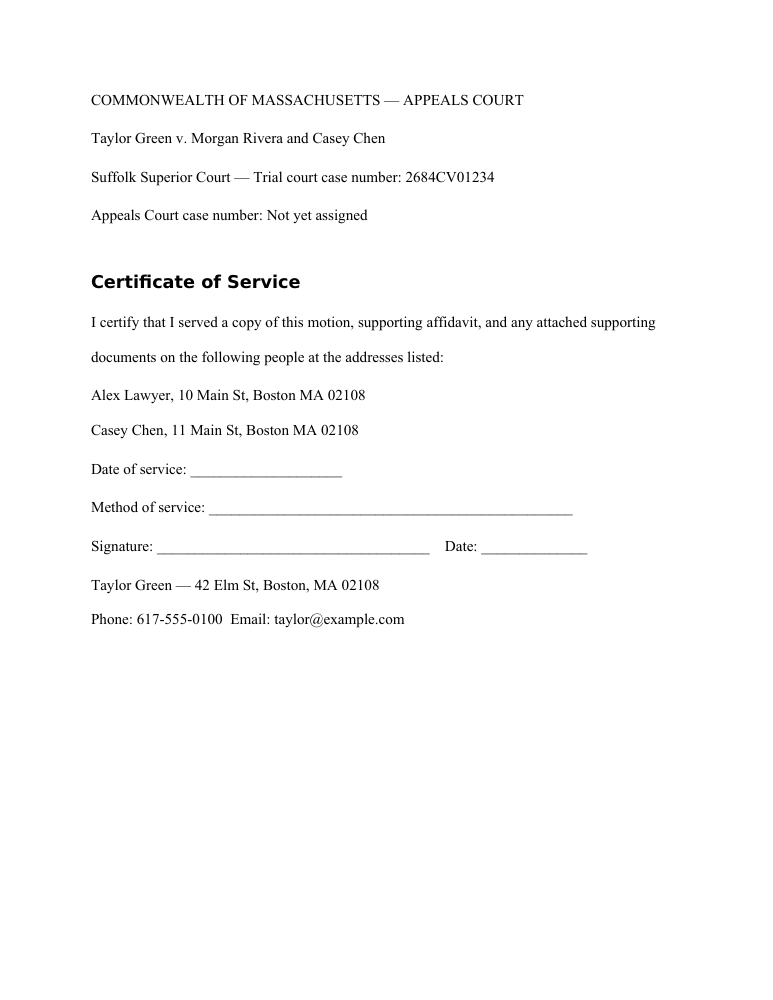 COMMONWEALTH OF MASSACHUSETTS — APPEALS COURT
Taylor Green v. Morgan Rivera and Casey Chen
Suffolk Superior Court — Trial court case number: 2684CV01234
Appeals Court case number: Not yet assigned
Certificate of Service
I certify that I served a copy of this motion, supporting affidavit, and any attached supporting
documents on the following people at the addresses listed:
Alex Lawyer, 10 Main St, Boston MA 02108
Casey Chen, 11 Main St, Boston MA 02108
Date of service: ____________________
Method of service: ________________________________________________
Signature: ____________________________________ Date: ______________
Taylor Green — 42 Elm St, Boston, MA 02108
Phone: 617-555-0100 Email: taylor@example.com